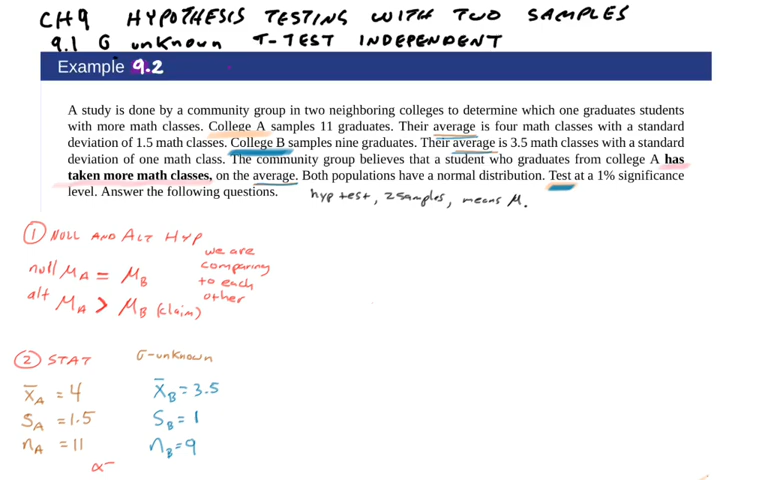 CH9 HYPOTHESIS TESTING WITH TWO SAMPLES
9.1 σ unknown T-TEST INDEPENDENT
Example 9.2
A study is done by a community group in two neighboring colleges to determine which one graduates students
with more math classes. College A samples 11 graduates. Their average is four math classes with a standard
deviation of 1.5 math classes. College B samples nine graduates. Their average is 3.5 math classes with a standard
deviation of one math class. The community group believes that a student who graduates from college A has
taken more math classes, on the average. Both populations have a normal distribution. Test at a 1% significance
level. Answer the following questions. hyp test, 2 samples, means μ.
① NULL AND ALT HYP
null μA = μB
alt μA > μB (claim)
we are
comparing
to each
other
② STAT σ-unknown
x̄A = 4 x̄B = 3.5
SA = 1.5 SB = 1
nA = 11 nB = 9
α=